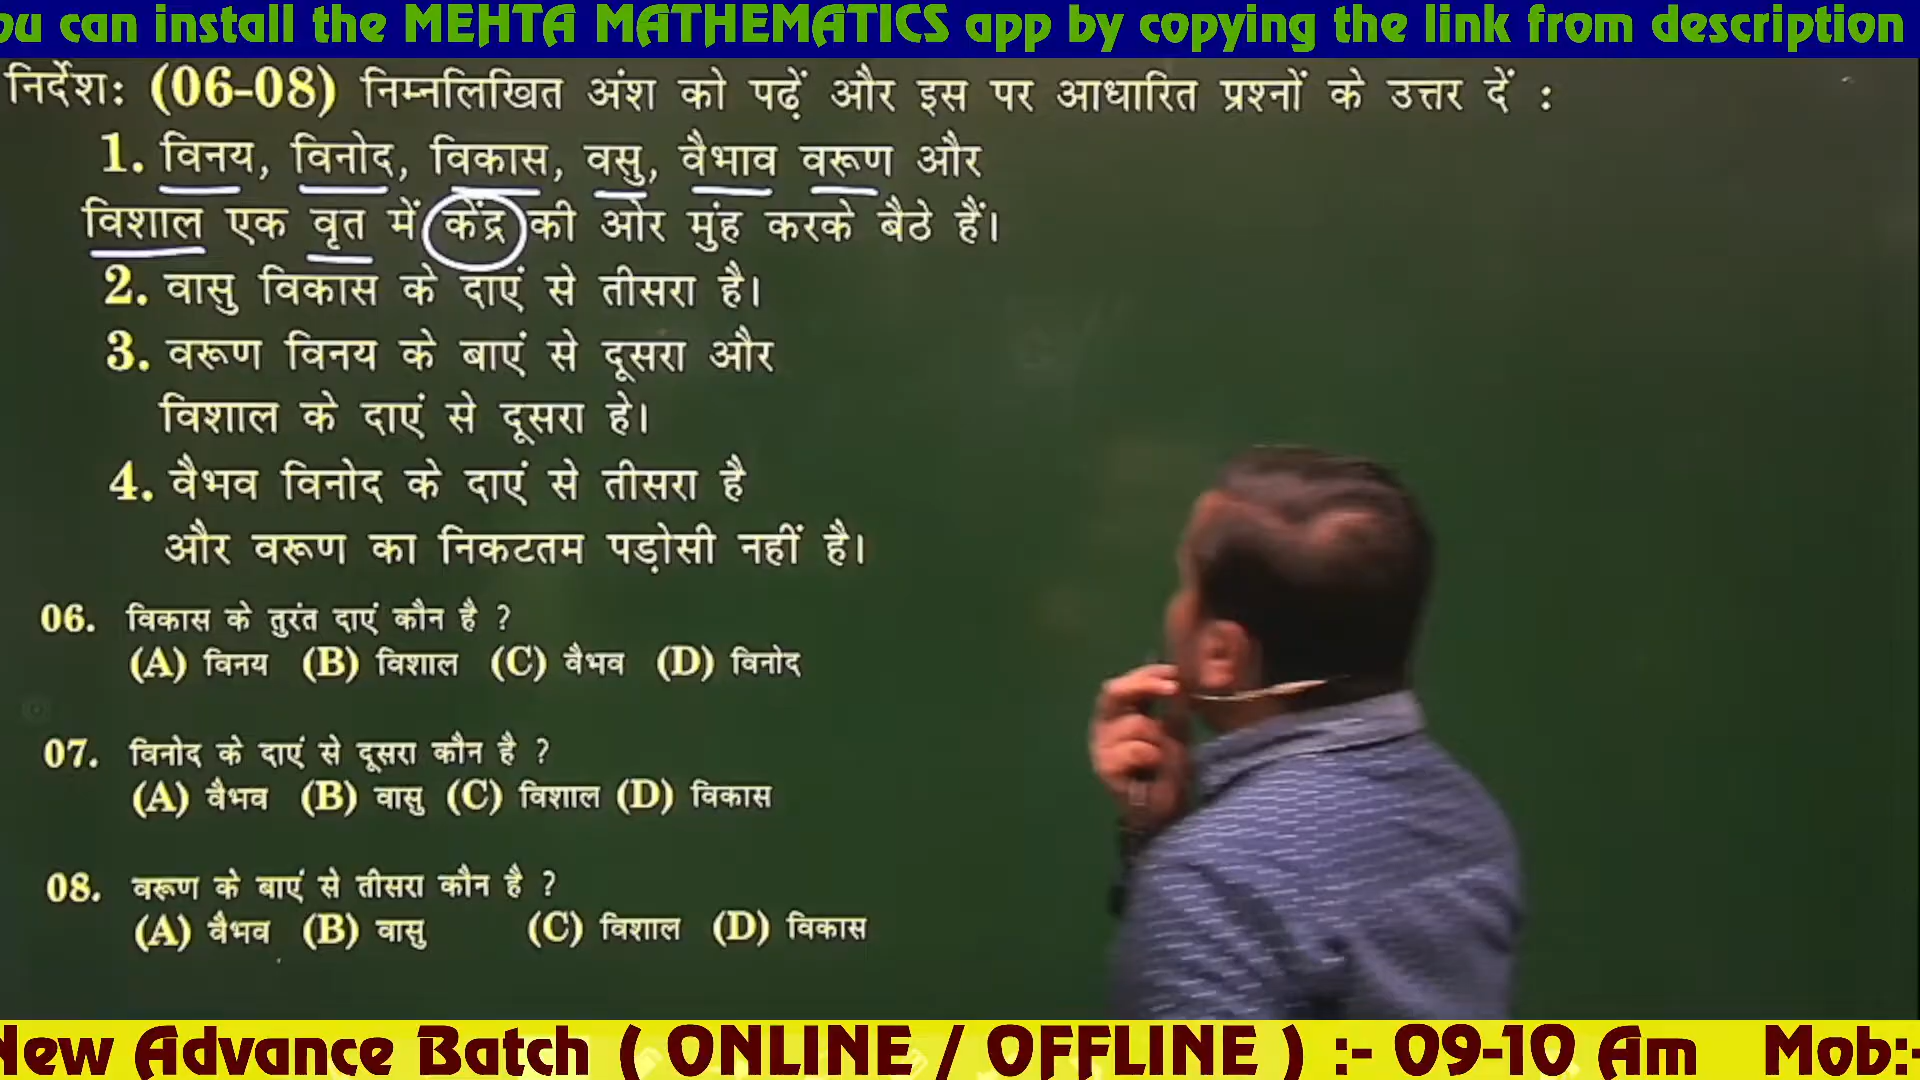 ou can install the MEHTA MATHEMATICS app by copying the link from description
निर्देशः (06-08) निम्नलिखित अंश को पढ़ें और इस पर आधारित प्रश्नों के उत्तर दें :
1. विनय, विनोद, विकास, वसु, वैभाव वरूण और
विशाल एक वृत में केंद्र की ओर मुंह करके बैठे हैं।
2. वासु विकास के दाएं से तीसरा है।
3. वरूण विनय के बाएं से दूसरा और
विशाल के दाएं से दूसरा हे।
4. वैभव विनोद के दाएं से तीसरा है
और वरूण का निकटतम पड़ोसी नहीं है।
06. विकास के तुरंत दाएं कौन है ?
(A) विनय (B) विशाल (C) वैभव (D) विनोद
07. विनोद के दाएं से दूसरा कौन है ?
(A) वैभव (B) वासु (C) विशाल (D) विकास
08. वरूण के बाएं से तीसरा कौन है ?
(A) वैभव (B) वासु (C) विशाल (D) विकास
New Advance Batch ( ONLINE / OFFLINE ) :- 09-10 Am Mob:-